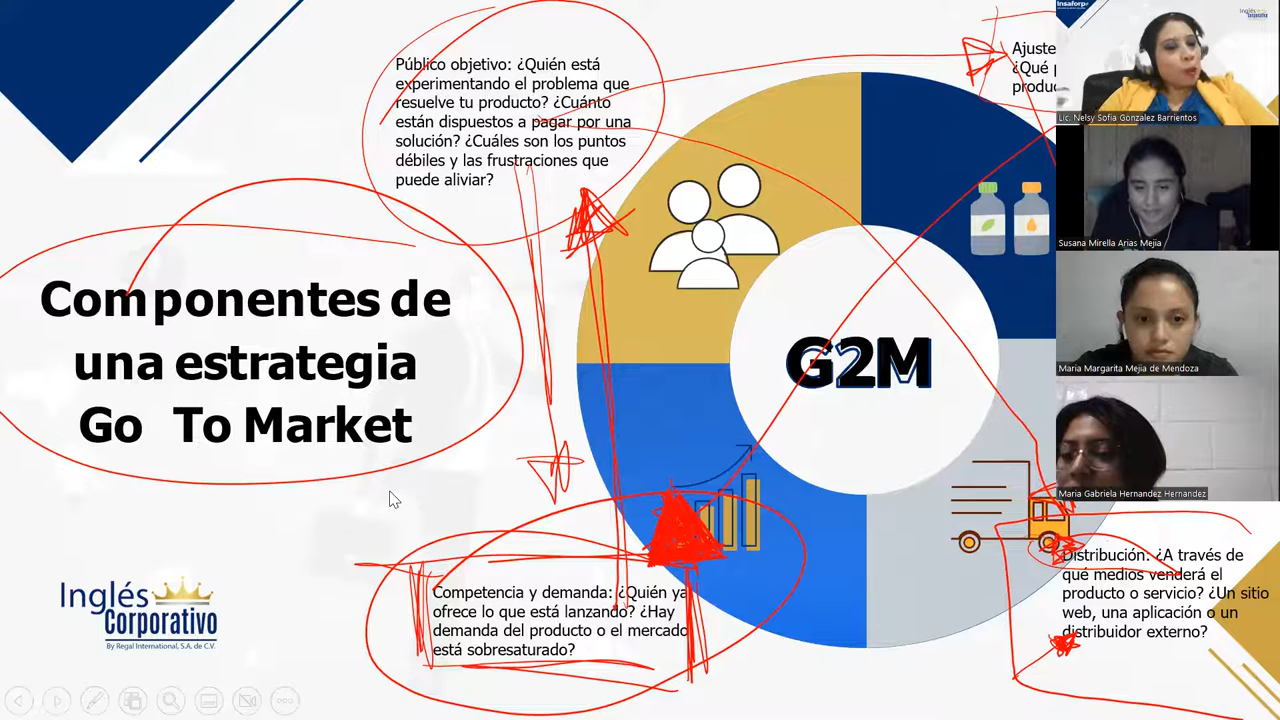 Componentes de
una estrategia
Go To Market
Público objetivo: ¿Quién está
experimentando el problema que
resuelve tu producto? ¿Cuánto
están dispuestos a pagar por una
solución? ¿Cuáles son los puntos
débiles y las frustraciones que
puede aliviar?
Ajuste
¿Qué
produc
G2M
Competencia y demanda: ¿Quién ya
ofrece lo que está lanzando? ¿Hay
demanda del producto o el mercado
está sobresaturado?
Distribución: ¿A través de
qué medios venderá el
producto o servicio? ¿Un sitio
web, una aplicación o un
distribuidor externo?
Inglés
Corporativo
By Regal International, S.A. de C.V.
Insaforp
Lic. Nelsy Sofia Gonzalez Barrientos
Susana Mirella Arias Mejia
Maria Margarita Mejia de Mendoza
Maria Gabriela Hernandez Hernandez